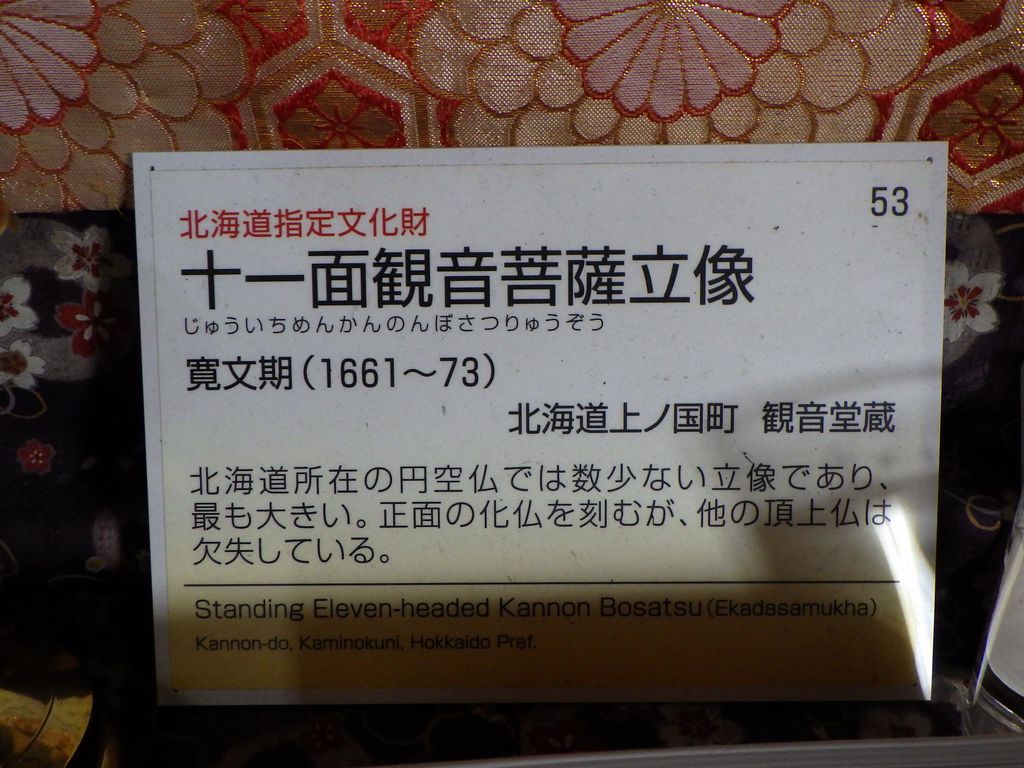 53
北海道指定文化財
十一面観音菩薩立像
じゅういちめんかんのんぼさつりゅうぞう
寛文期(1661〜73)
北海道上ノ国町 観音堂蔵
北海道所在の円空仏では数少ない立像であり、
最も大きい。正面の化仏を刻むが、他の頂上仏は
欠失している。
Standing Eleven-headed Kannon Bosatsu(Ekadasamukha)
Kannon-do, Kaminokuni, Hokkaido Pref.